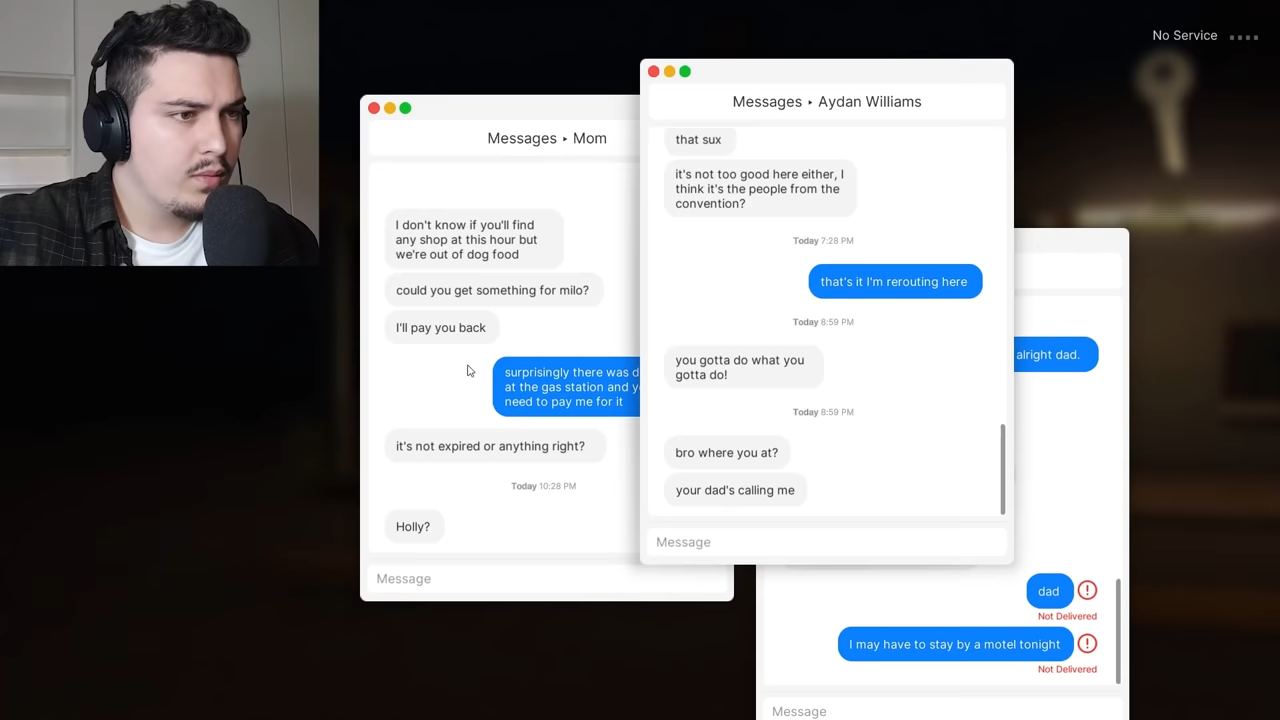 No Service
Messages ‣ Mom
I don't know if you'll find
any shop at this hour but
we're out of dog food
could you get something for milo?
I'll pay you back
surprisingly there was d
at the gas station and y
need to pay me for it
it's not expired or anything right?
Today 10:28 PM
Holly?
Message
Messages ‣ Aydan Williams
that sux
it's not too good here either, I
think it's the people from the
convention?
Today 7:28 PM
that's it I'm rerouting here
Today 8:59 PM
you gotta do what you
gotta do!
Today 8:59 PM
bro where you at?
your dad's calling me
Message
alright dad.
dad
Not Delivered
I may have to stay by a motel tonight
Not Delivered
Message